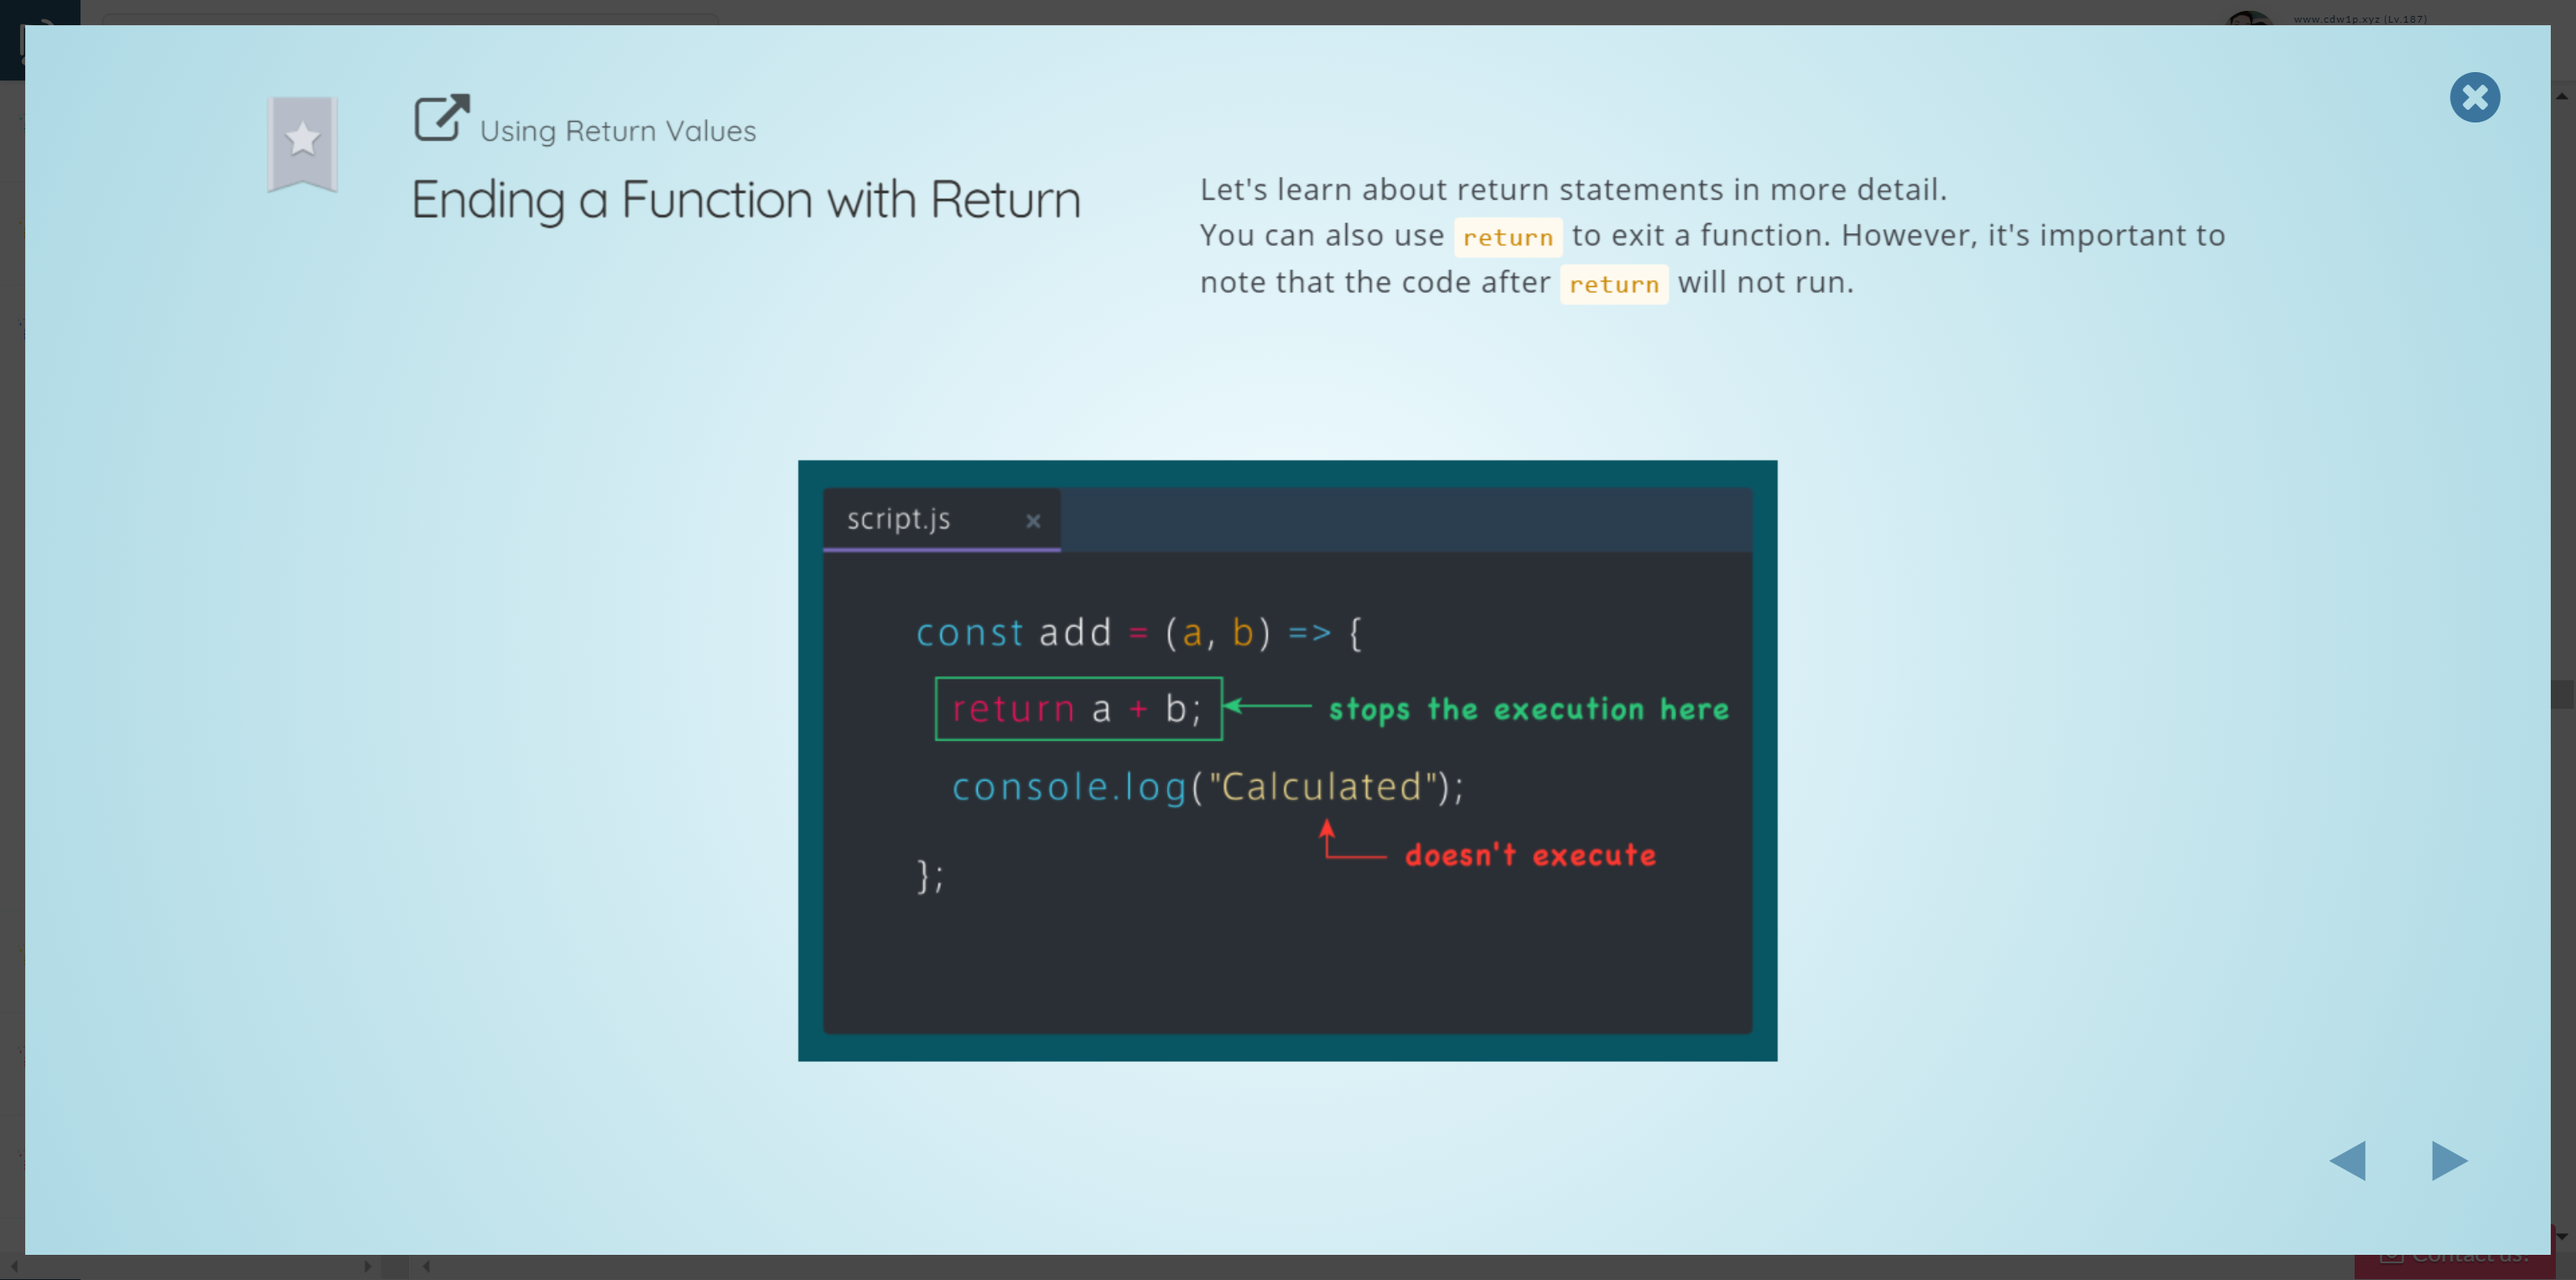 www.cdw1p.xyz (Lv.187)
Using Return Values
Ending a Function with Return
Let's learn about return statements in more detail.
You can also use return to exit a function. However, it's important to
note that the code after return will not run.
script.js
const add = (a, b) => {
return a + b;
stops the execution here
console.log("Calculated");
doesn't execute
};
Contact us!